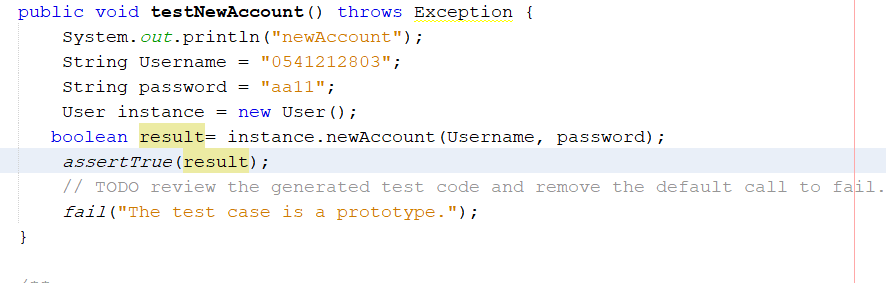 public void testNewAccount() throws Exception {
System.out.println("newAccount");
String Username = "0541212803";
String password = "aa11";
User instance = new User();
boolean result= instance.newAccount(Username, password);
assertTrue(result);
// TODO review the generated test code and remove the default call to fail.
fail("The test case is a prototype.");
}
/**